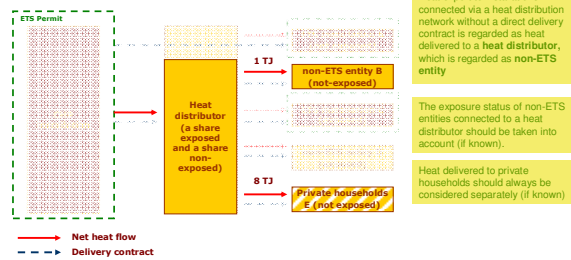 ETS Permit
Heat
distributor
(a share
exposed
and a share
non-
exposed)
1 TJ
non-ETS entity B
(not-exposed)
8 TJ
Private households
E (not exposed)
connected via a heat distribution
network without a direct delivery
contract is regarded as heat
delivered to a heat distributor,
which is regarded as non-ETS
entity
The exposure status of non-ETS
entities connected to a heat
distributor should be taken into
account (if known).
Heat delivered to private
households should always be
considered separately (if known)
Net heat flow
Delivery contract